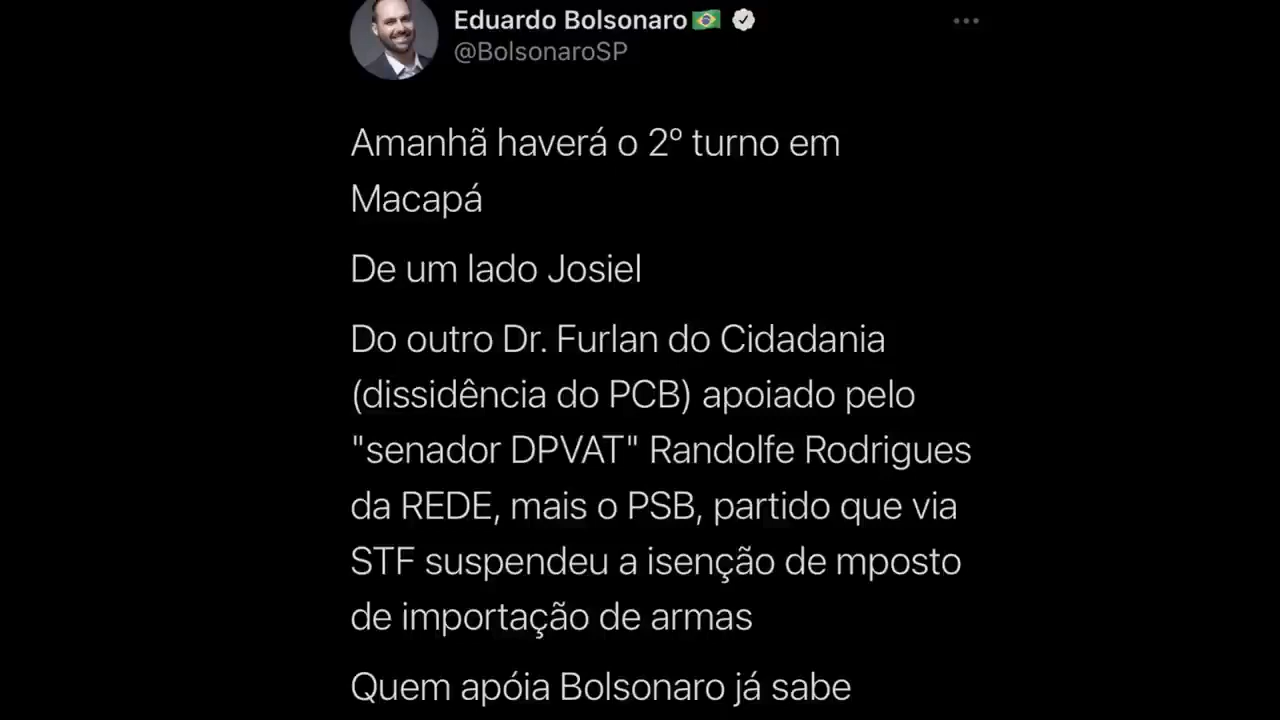 Eduardo Bolsonaro🇧🇷
@BolsonaroSP
Amanhã haverá o 2º turno em
Macapá
De um lado Josiel
Do outro Dr. Furlan do Cidadania
(dissidência do PCB) apoiado pelo
"senador DPVAT" Randolfe Rodrigues
da REDE, mais o PSB, partido que via
STF suspendeu a isenção de mposto
de importação de armas
Quem apóia Bolsonaro já sabe